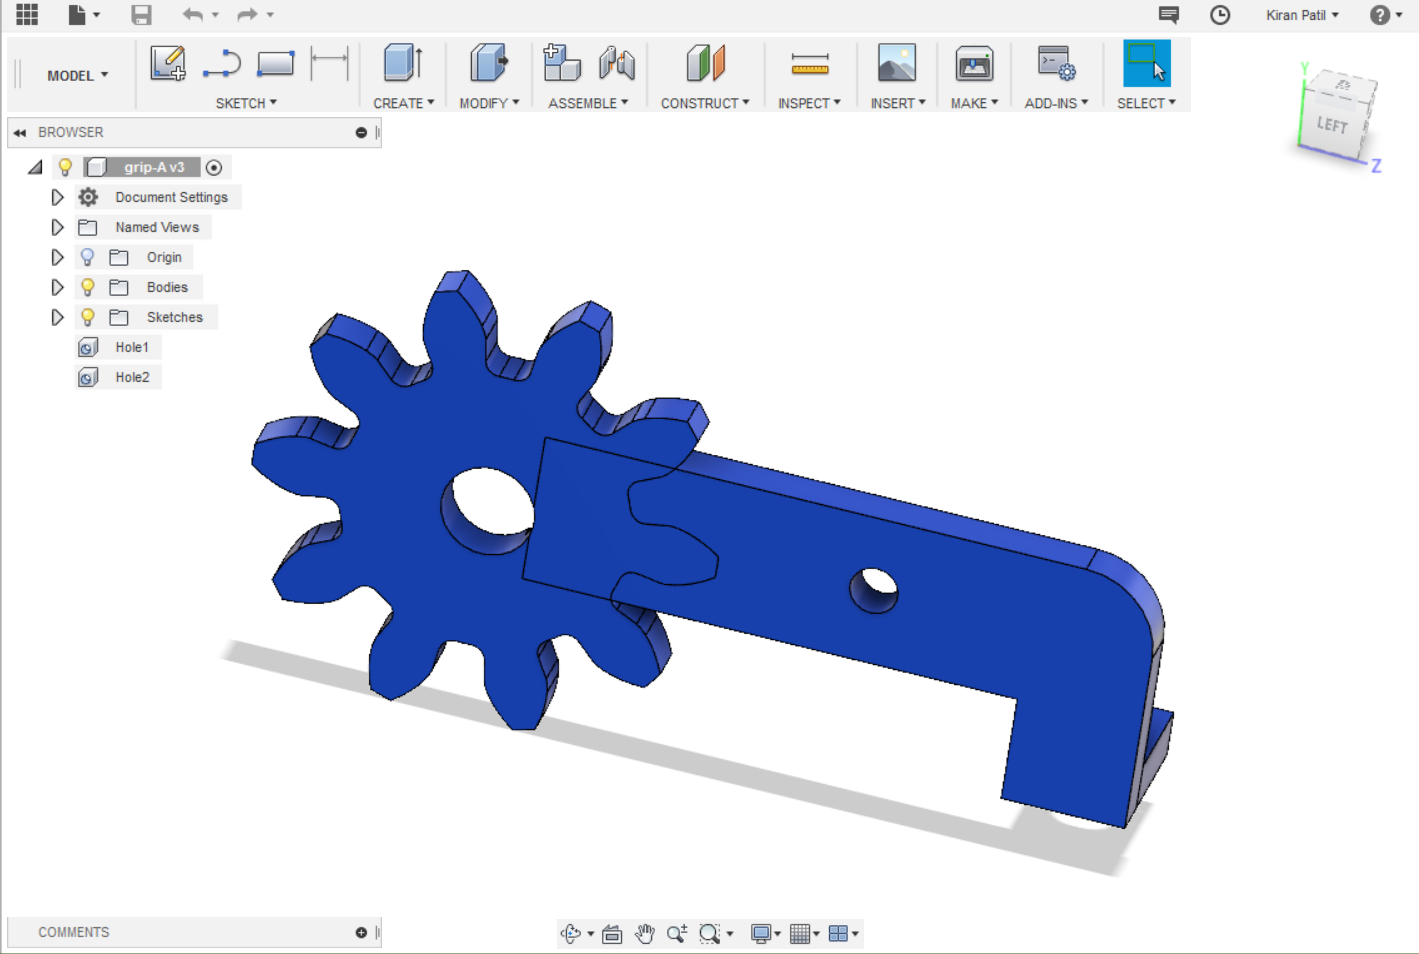 Kiran Patil
?
MODEL
SKETCH
CREATE
MODIFY
ASSEMBLE
CONSTRUCT
INSPECT
INSERT
MAKE
ADD-INS
SELECT
Y
LEFT
Z
BROWSER
grip-A v3
Document Settings
Named Views
Origin
Bodies
Sketches
Hole1
Hole2
COMMENTS